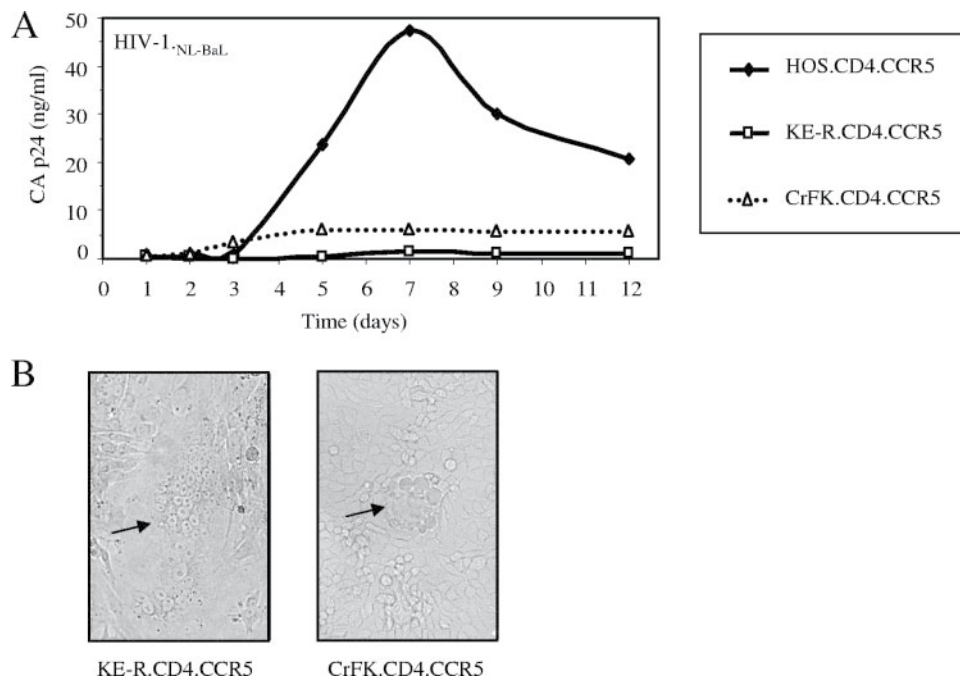 A
HIV-1.NL-BaL
CA p24 (ng/ml)
50
40
30
20
10
0
0 1 2 3 4 5 6 7 8 9 10 11 12
Time (days)
HOS.CD4.CCR5
KE-R.CD4.CCR5
CrFK.CD4.CCR5
B
KE-R.CD4.CCR5
CrFK.CD4.CCR5